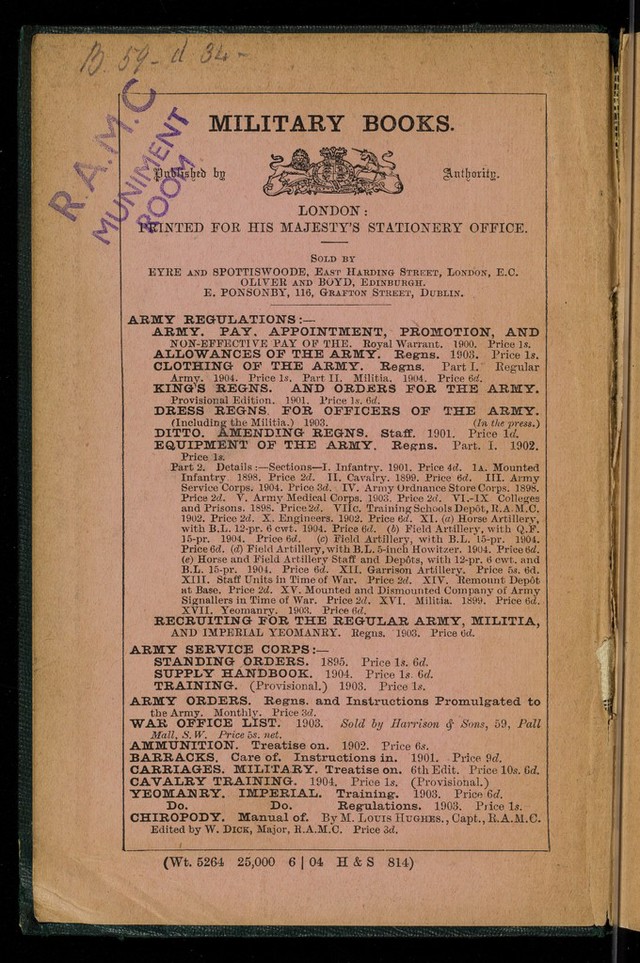 B. 59 - d 34 -
R.A.M.C
MUNIMENT
ROOM
MILITARY BOOKS.
Published by Authority.
LONDON:
PRINTED FOR HIS MAJESTY'S STATIONERY OFFICE.
SOLD BY
EYRE AND SPOTTISWOODE, EAST HARDING STREET, LONDON, E.C.
OLIVER AND BOYD, EDINBURGH.
E. PONSONBY, 116, GRAFTON STREET, DUBLIN.
ARMY REGULATIONS:—
ARMY. PAY, APPOINTMENT, PROMOTION, AND
NON-EFFECTIVE PAY OF THE. Royal Warrant. 1900. Price 1s.
ALLOWANCES OF THE ARMY. Regns. 1903. Price 1s.
CLOTHING OF THE ARMY. Regns. Part I. Regular
Army. 1904. Price 1s. Part II. Militia. 1904. Price 6d.
KING'S REGNS. AND ORDERS FOR THE ARMY.
Provisional Edition. 1901. Price 1s. 6d.
DRESS REGNS. FOR OFFICERS OF THE ARMY.
(Including the Militia.) 1903. (In the press.)
DITTO. AMENDING REGNS. Staff. 1901. Price 1d.
EQUIPMENT OF THE ARMY. Regns. Part. I. 1902.
Price 1s.
Part 2. Details:—Sections—I. Infantry. 1901. Price 4d. IA. Mounted
Infantry 1898. Price 2d. II. Cavalry. 1899. Price 6d. III. Army
Service Corps. 1904. Price 3d. IV. Army Ordnance Store Corps. 1898.
Price 2d. V. Army Medical Corps. 1903. Price 2d. VI.-IX Colleges
and Prisons. 1898. Price 2d. VIIc. Training Schools Depôt, R.A.M.C.
1902. Price 2d. X. Engineers. 1902. Price 6d. XI. (a) Horse Artillery,
with B.L. 12-pr. 6 cwt. 1904. Price 6d. (b) Field Artillery, with Q.F.
15-pr. 1904. Price 6d. (c) Field Artillery, with B.L. 15-pr. 1904.
Price 6d. (d) Field Artillery, with B.L. 5-inch Howitzer. 1904. Price 6d.
(e) Horse and Field Artillery Staff and Depôts, with 12-pr. 6 cwt. and
B.L. 15-pr. 1904. Price 6d. XII. Garrison Artillery. Price 5s. 6d.
XIII. Staff Units in Time of War. Price 2d. XIV. Remount Depôt
at Base. Price 2d. XV. Mounted and Dismounted Company of Army
Signallers in Time of War. Price 2d. XVI. Militia. 1899. Price 6d.
XVII. Yeomanry. 1903. Price 6d.
RECRUITING FOR THE REGULAR ARMY, MILITIA,
AND IMPERIAL YEOMANRY. Regns. 1903. Price 6d.
ARMY SERVICE CORPS:—
STANDING ORDERS. 1895. Price 1s. 6d.
SUPPLY HANDBOOK. 1904. Price 1s. 6d.
TRAINING. (Provisional.) 1903. Price 1s.
ARMY ORDERS. Regns. and Instructions Promulgated to
the Army. Monthly. Price 3d.
WAR OFFICE LIST. 1903. Sold by Harrison & Sons, 59, Pall
Mall, S.W. Price 5s. net.
AMMUNITION. Treatise on. 1902. Price 6s.
BARRACKS. Care of. Instructions in. 1901. Price 9d.
CARRIAGES. MILITARY. Treatise on. 6th Edit. Price 10s. 6d.
CAVALRY TRAINING. 1904. Price 1s. (Provisional.)
YEOMANRY. IMPERIAL. Training. 1903. Price 6d.
Do. Do. Regulations. 1903. Price 1s.
CHIROPODY. Manual of. By M. LOUIS HUGHES., Capt., R.A.M.C.
Edited by W. DICK, Major, R.A.M.C. Price 3d.
(Wt. 5264 25,000 6 | 04 H & S 814)